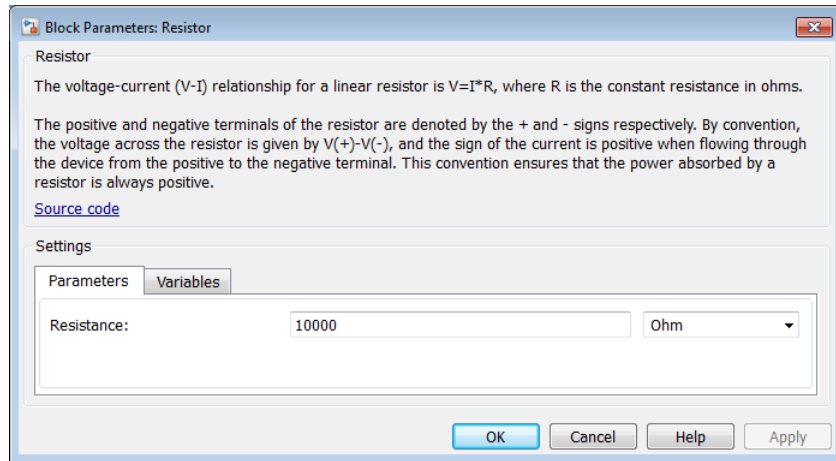 Block Parameters: Resistor
Resistor
The voltage-current (V-I) relationship for a linear resistor is V=I*R, where R is the constant resistance in ohms.
The positive and negative terminals of the resistor are denoted by the + and - signs respectively. By convention,
the voltage across the resistor is given by V(+)-V(-), and the sign of the current is positive when flowing through
the device from the positive to the negative terminal. This convention ensures that the power absorbed by a
resistor is always positive.
Source code
Settings
Parameters Variables
Resistance: 10000 Ohm
OK Cancel Help Apply